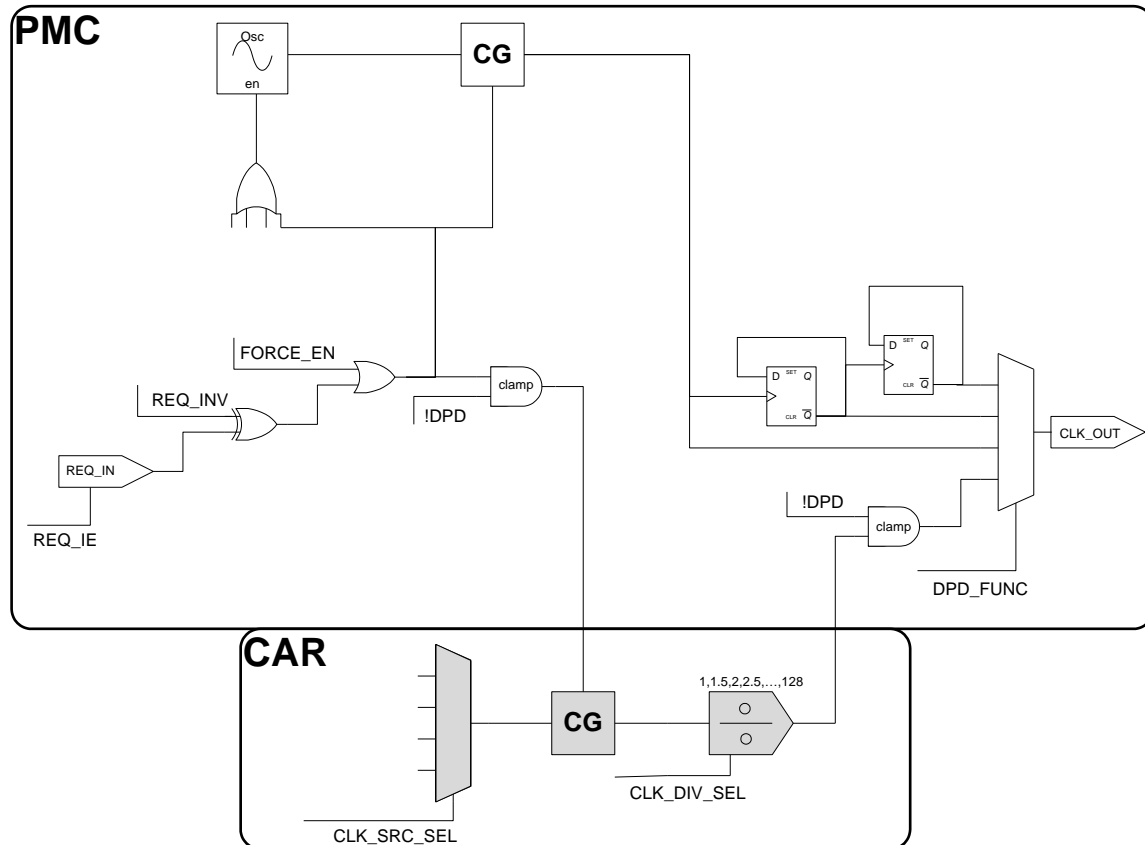 PMC
Osc
en
CG
FORCE_EN
REQ_INV
REQ_IN
REQ_IE
clamp
!DPD
D SET Q
CLR Q
D SET Q
CLR Q
CLK_OUT
!DPD
clamp
DPD_FUNC
CAR
1,1.5,2,2.5,…,128
CG
CLK_DIV_SEL
CLK_SRC_SEL